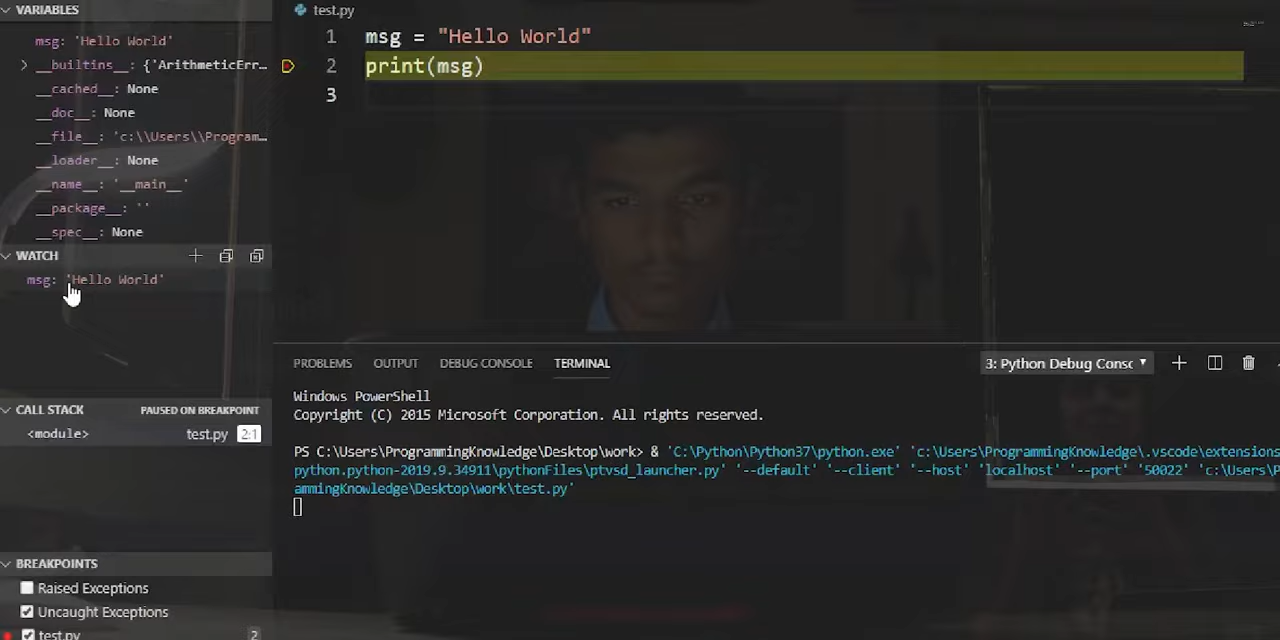 VARIABLES
msg: 'Hello World'
__builtins__: {'ArithmeticErr…
__cached__: None
__doc__: None
__file__: 'c:\\Users\\Program…
__loader__: None
__name__: '__main__'
__package__: ''
__spec__: None
WATCH
msg: 'Hello World'
CALL STACK PAUSED ON BREAKPOINT
<module> test.py 2:1
BREAKPOINTS
Raised Exceptions
Uncaught Exceptions
test.py 2
test.py
1 msg = "Hello World"
2 print(msg)
3
PROBLEMS OUTPUT DEBUG CONSOLE TERMINAL 3: Python Debug Consc
Windows PowerShell
Copyright (C) 2015 Microsoft Corporation. All rights reserved.
PS C:\Users\ProgrammingKnowledge\Desktop\work> & 'C:\Python\Python37\python.exe' 'c:\Users\ProgrammingKnowledge\.vscode\extensions
python.python-2019.9.34911\pythonFiles\ptvsd_launcher.py' '--default' '--client' '--host' 'localhost' '--port' '50022' 'c:\Users\P
ammingKnowledge\Desktop\work\test.py'